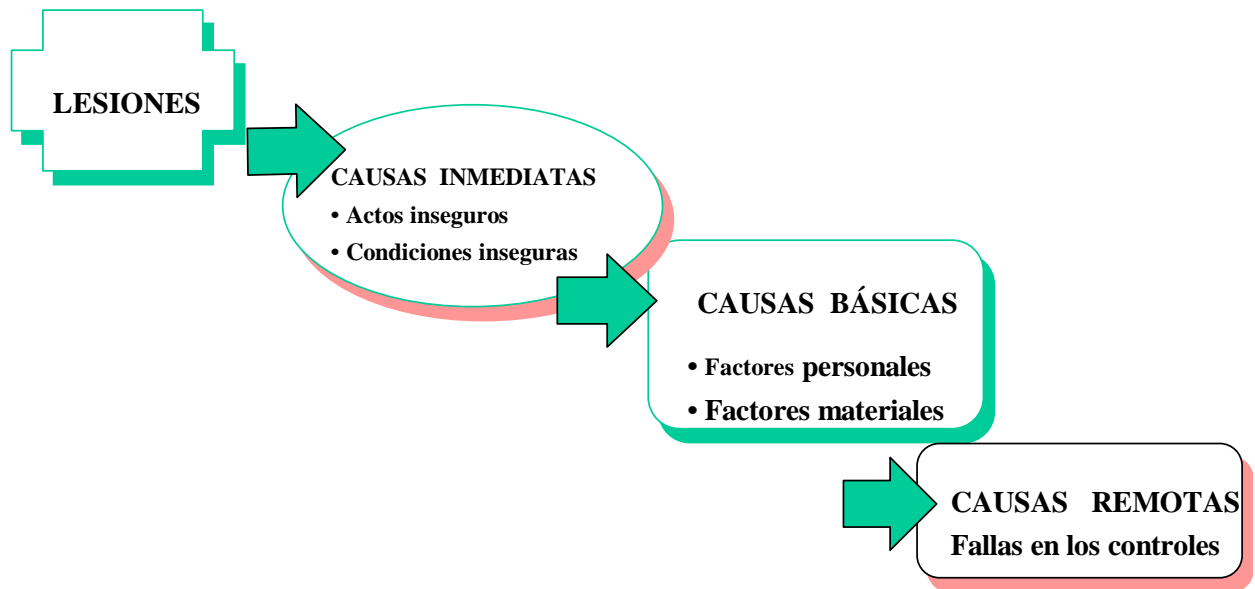 LESIONES
CAUSAS INMEDIATAS
• Actos inseguros
• Condiciones inseguras
CAUSAS BÁSICAS
• Factores personales
• Factores materiales
CAUSAS REMOTAS
Fallas en los controles